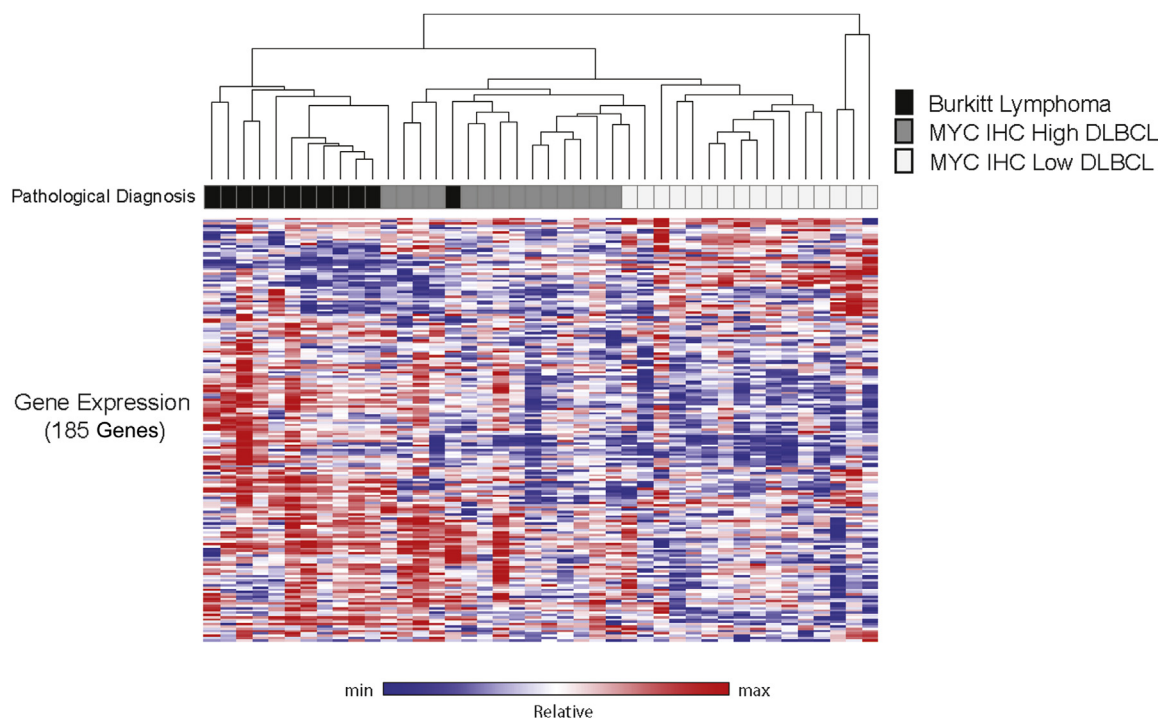 Burkitt Lymphoma
MYC IHC High DLBCL
MYC IHC Low DLBCL
Pathological Diagnosis
Gene Expression
(185 Genes)
min
max
Relative